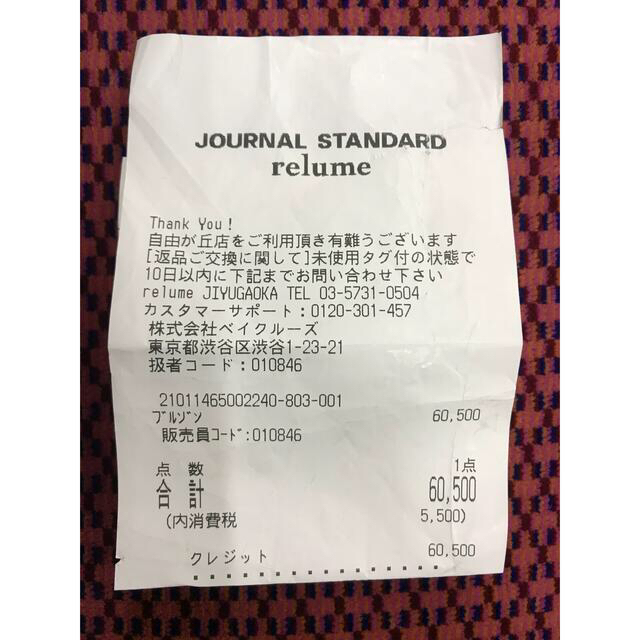 JOURNAL STANDARD
relume
Thank You!
自由が丘店をご利用頂き有難うございます
[返品ご交換に関して]未使用タグ付の状態で
10日以内に下記までお問い合わせ下さい
relume JIYUGAOKA TEL 03-5731-0504
カスタマーサポート:0120-301-457
株式会社ベイクルーズ
東京都渋谷区渋谷1-23-21
扱者コード:010846
21011465002240-803-001
ﾌﾞﾙｿﾞﾝ 60,500
販売員ｺｰﾄﾞ:010846
点 数 1点
合 計 60,500
(内消費税 5,500)
クレジット 60,500